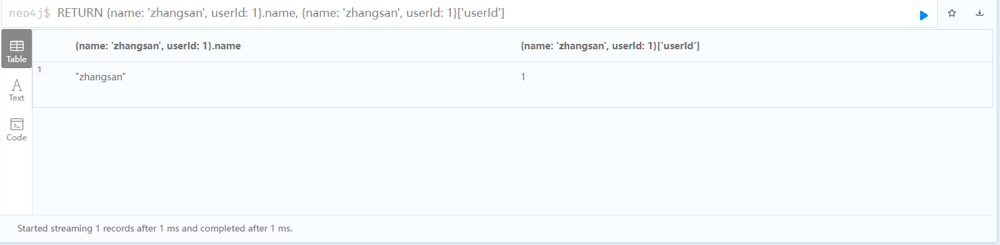 neo4j$ RETURN {name: 'zhangsan', userId: 1}.name, {name: 'zhangsan', userId: 1}['userId']
Table
{name: 'zhangsan', userId: 1}.name {name: 'zhangsan', userId: 1}['userId']
1 "zhangsan" 1
Text
Code
Started streaming 1 records after 1 ms and completed after 1 ms.